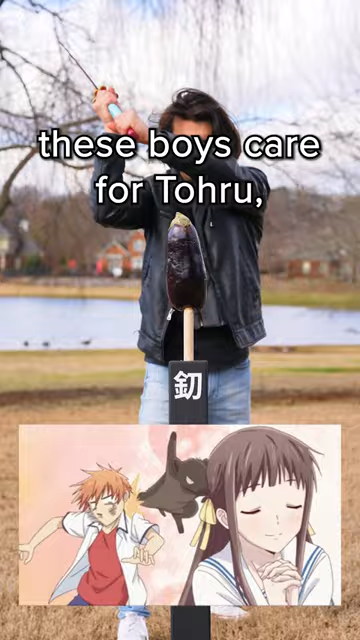 these boys care
for Tohru,
釖